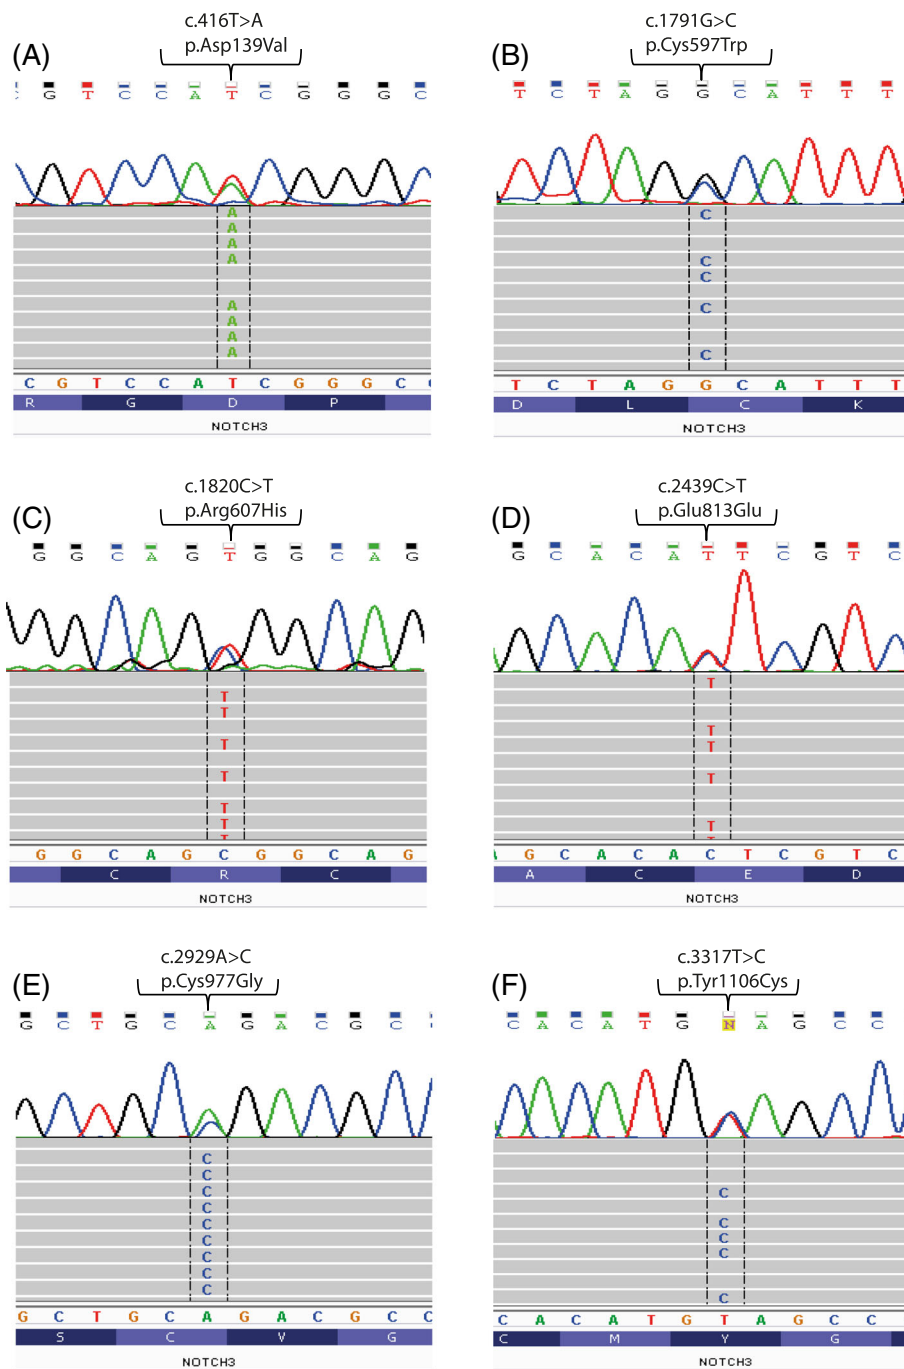 (A)
c.416T>A
p.Asp139Val
G T C C A T C G G G C
A
A
A
A
A
A
A
A
C G T C C A T C G G G C
R G D P
NOTCH3
(B)
c.1791G>C
p.Cys597Trp
T C T A G G C A T T T
C
C
C
C
C
T C T A G G C A T T T
D L C K
NOTCH3
(C)
c.1820C>T
p.Arg607His
G G C A G T G G C A G
T
T
T
T
T
T
T
G G C A G C G G C A G
C R C
NOTCH3
(D)
c.2439C>T
p.Glu813Glu
G C A C A T T C G T C
T
T
T
T
T
T
A G C A C A C T C G T C
A C E D
NOTCH3
(E)
c.2929A>C
p.Cys977Gly
G C T G C A G A C G C
C
C
C
C
C
C
C
C
C
G C T G C A G A C G C C
S C V G
NOTCH3
(F)
c.3317T>C
p.Tyr1106Cys
C A C A T G N A G C C
C
C
C
C
C
C A C A T G T A G C C
C M Y G
NOTCH3